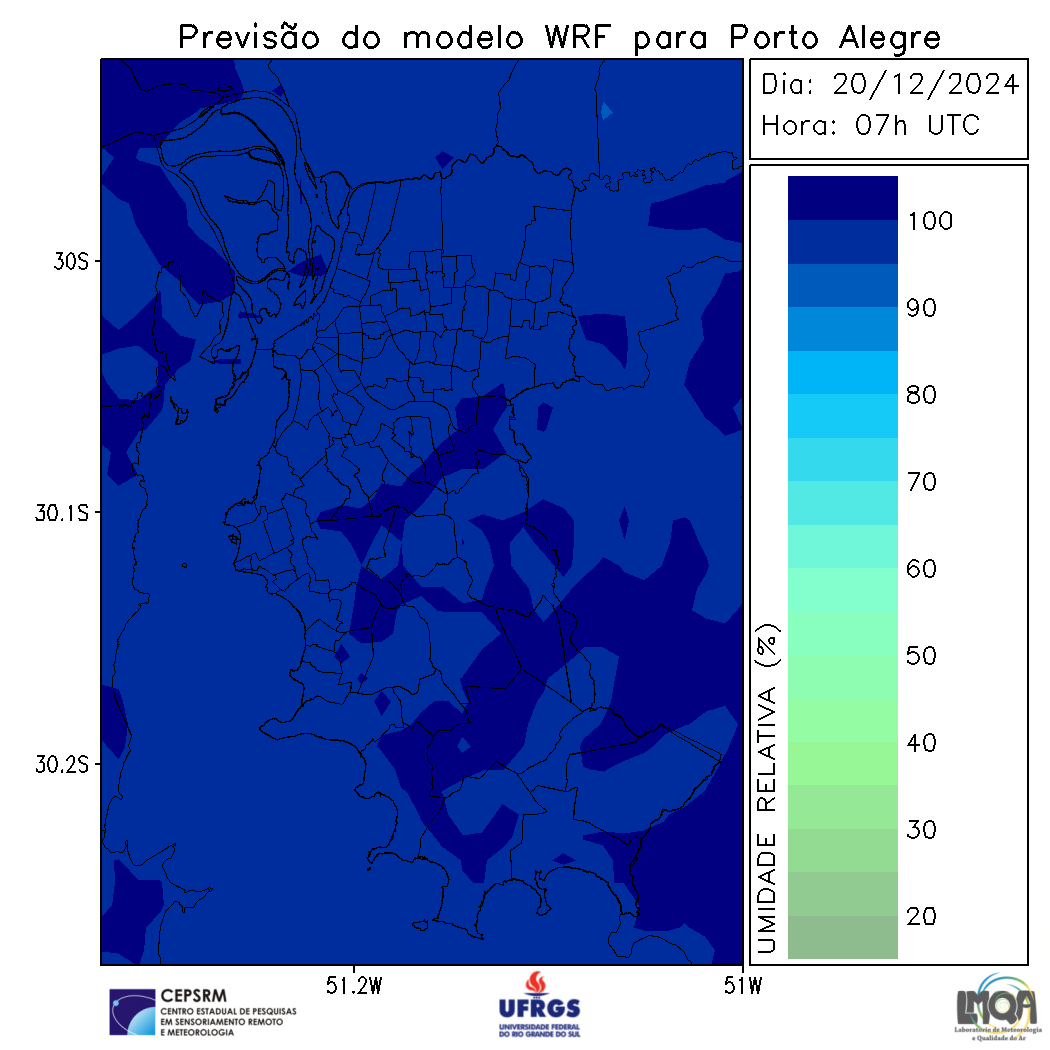 Previsão do modelo WRF para Porto Alegre
Dia: 20/12/2024
Hora: 07h UTC
100
90
80
70
60
50
40
30
20
UMIDADE RELATIVA (%)
30S
30.1S
30.2S
51.2W
51W
CEPSRM
CENTRO ESTADUAL DE PESQUISAS
EM SENSORIAMENTO REMOTO
E METEOROLOGIA
UFRGS
UNIVERSIDADE FEDERAL
DO RIO GRANDE DO SUL
LMQA
Laboratório de Meteorologia
e Qualidade do Ar